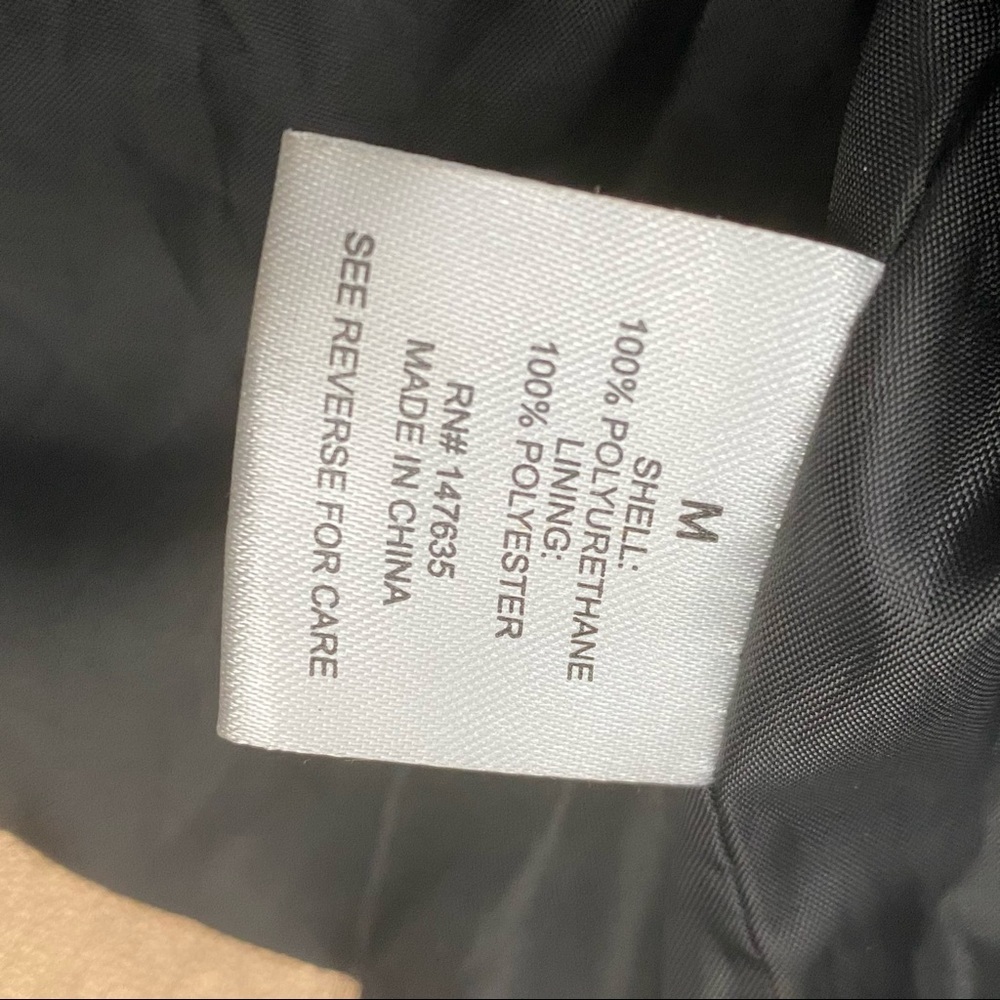 M
SHELL:
100% POLYURETHANE
LINING:
100% POLYESTER
RN# 147635
MADE IN CHINA
SEE REVERSE FOR CARE